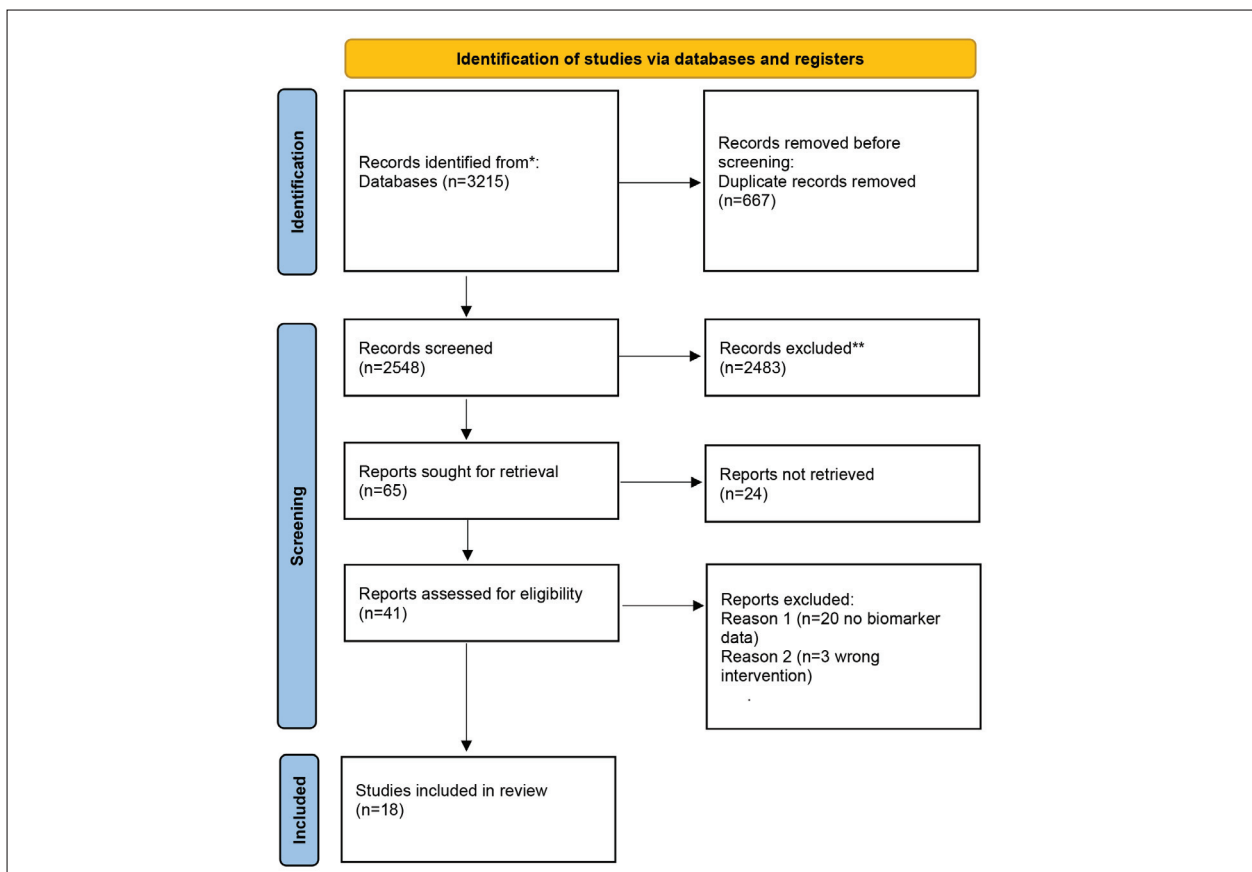 Identification of studies via databases and registers
Identification
Records identified from*:
Databases (n=3215)
Records removed before
screening:
Duplicate records removed
(n=667)
Screening
Records screened
(n=2548)
Records excluded**
(n=2483)
Reports sought for retrieval
(n=65)
Reports not retrieved
(n=24)
Reports assessed for eligibility
(n=41)
Reports excluded:
Reason 1 (n=20 no biomarker
data)
Reason 2 (n=3 wrong
intervention)
.
Included
Studies included in review
(n=18)